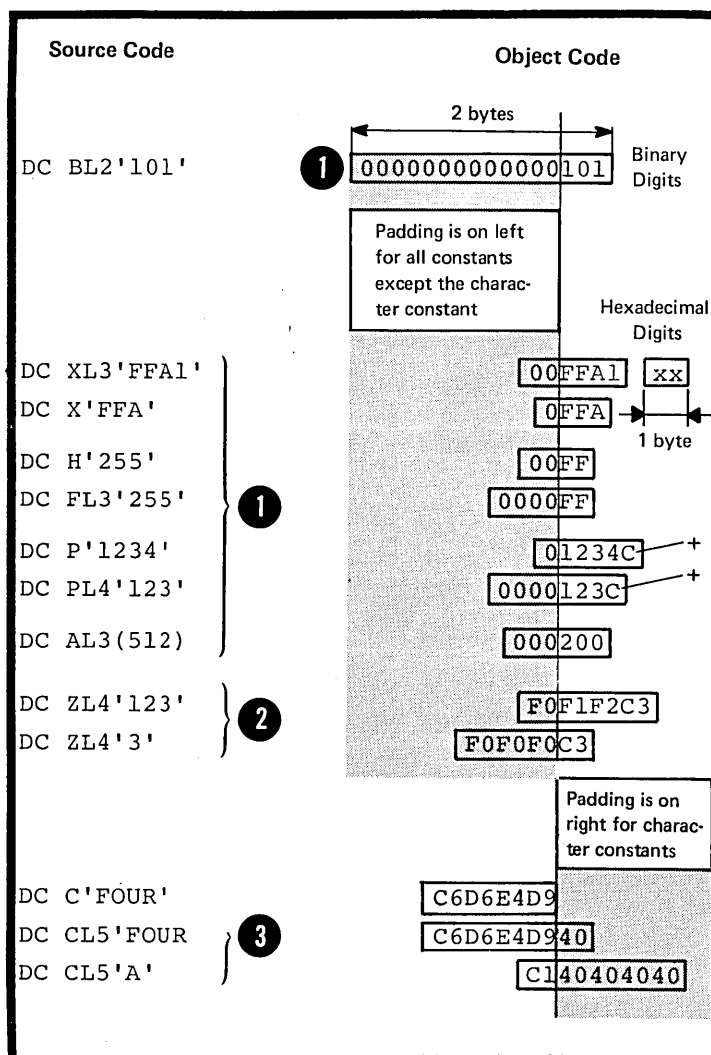 Source Code
Object Code
2 bytes
DC BL2'101'
1
0000000000000101
Binary
Digits
Padding is on left
for all constants
except the charac-
ter constant
Hexadecimal
Digits
DC XL3'FFA1'
00FFA1
xx
DC X'FFA'
0FFA
1 byte
DC H'255'
00FF
DC FL3'255'
1
0000FF
DC P'1234'
01234C
+
DC PL4'123'
0000123C
+
DC AL3(512)
000200
DC ZL4'123'
2
F0F1F2C3
DC ZL4'3'
F0F0F0C3
Padding is on
right for charac-
ter constants
DC C'FOUR'
C6D6E4D9
DC CL5'FOUR
3
C6D6E4D940
DC CL5'A'
C140404040